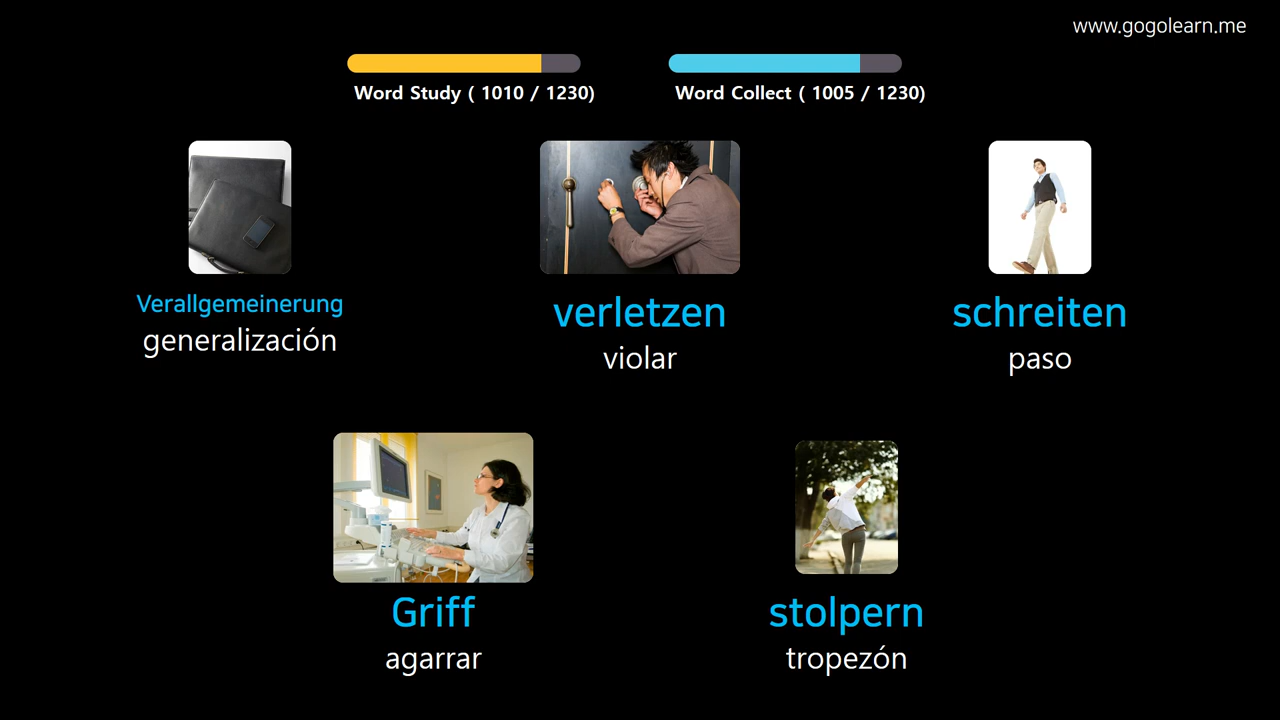 www.gogolearn.me
Word Study ( 1010 / 1230)
Word Collect ( 1005 / 1230)
Verallgemeinerung
generalización
verletzen
violar
schreiten
paso
Griff
agarrar
stolpern
tropezón